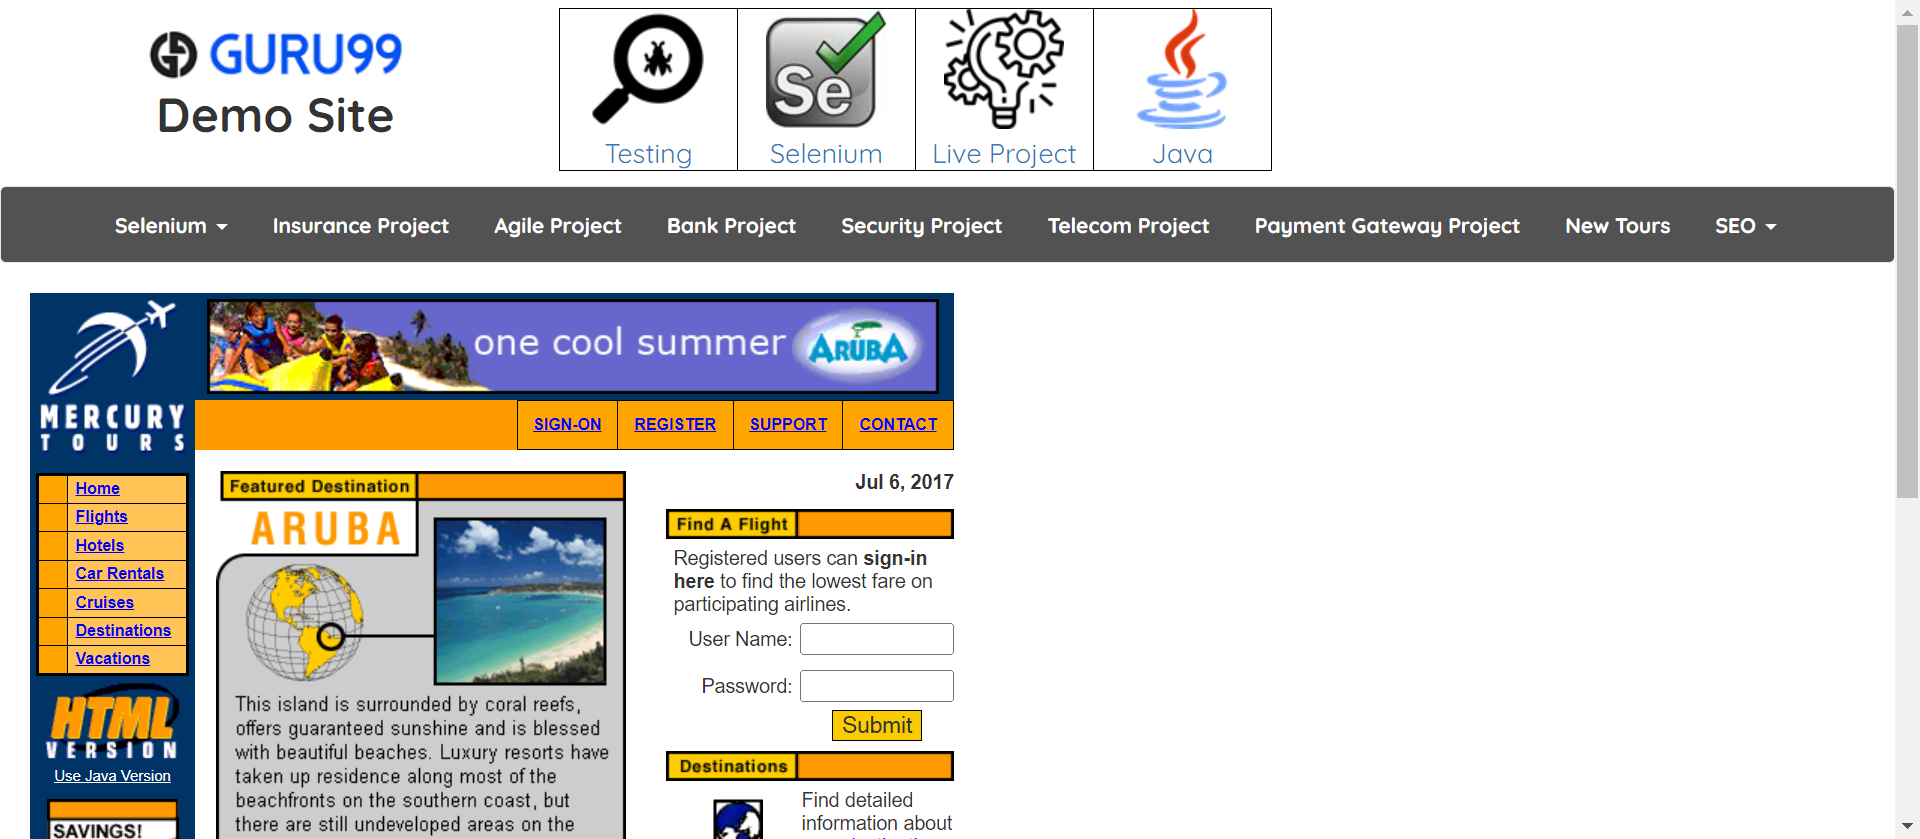 GURU99
Demo Site
Testing
Se
Selenium
Live Project
Java
Selenium
Insurance Project
Agile Project
Bank Project
Security Project
Telecom Project
Payment Gateway Project
New Tours
SEO
MERCURY
TOURS
one cool summer
ARUBA
SIGN-ON
REGISTER
SUPPORT
CONTACT
Home
Flights
Hotels
Car Rentals
Cruises
Destinations
Vacations
HTML
VERSION
Use Java Version
SAVINGS!
Featured Destination
ARUBA
This island is surrounded by coral reefs,
offers guaranteed sunshine and is blessed
with beautiful beaches. Luxury resorts have
taken up residence along most of the
beachfronts on the southern coast, but
there are still undeveloped areas on the
Jul 6, 2017
Find A Flight
Registered users can sign-in
here to find the lowest fare on
participating airlines.
User Name:
Password:
Submit
Destinations
Find detailed
information about